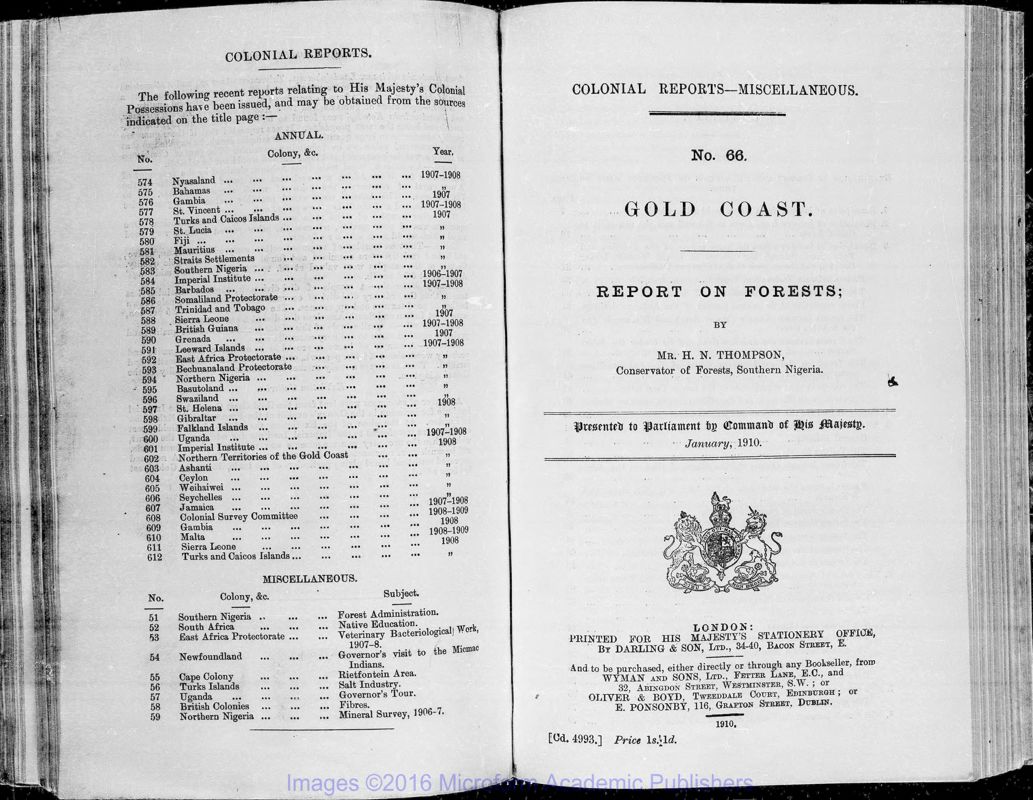 COLONIAL REPORTS.
The following recent reports relating to His Majesty's Colonial
Possessions have been issued, and may be obtained from the sources
indicated on the title page :—
ANNUAL.
No. Colony, &c. Year.
574 Nyasaland ... ... ... ... ... ... ... 1907-1908
575 Bahamas ... ... ... ... ... ... ... "
576 Gambia ... ... ... ... ... ... ... 1907
577 St. Vincent ... ... ... ... ... ... ... 1907-1908
578 Turks and Caicos Islands ... ... ... ... ... 1907
579 St. Lucia ... ... ... ... ... ... ... "
580 Fiji ... ... ... ... ... ... ... ... "
581 Mauritius ... ... ... ... ... ... ... "
582 Straits Settlements ... ... ... ... ... "
583 Southern Nigeria ... ... ... ... ... ... "
584 Imperial Institute ... ... ... ... ... ... 1906-1907
585 Barbados ... ... ... ... ... ... ... 1907-1908
586 Somaliland Protectorate ... ... ... ... ... "
587 Trinidad and Tobago ... ... ... ... ... "
588 Sierra Leone ... ... ... ... ... ... 1907
589 British Guiana ... ... ... ... ... ... 1907-1908
590 Grenada ... ... ... ... ... ... ... 1907
591 Leeward Islands ... ... ... ... ... ... 1907-1908
592 East Africa Protectorate ... ... ... ... ... "
593 Bechuanaland Protectorate ... ... ... ... "
594 Northern Nigeria ... ... ... ... ... ... "
595 Basutoland ... ... ... ... ... ... ... "
596 Swaziland ... ... ... ... ... ... ... "
597 St. Helena ... ... ... ... ... ... ... 1908
598 Gibraltar ... ... ... ... ... ... ... "
599 Falkland Islands ... ... ... ... ... ... "
600 Uganda ... ... ... ... ... ... ... 1907-1908
601 Imperial Institute ... ... ... ... ... ... 1908
602 Northern Territories of the Gold Coast ... ... "
603 Ashanti ... ... ... ... ... ... ... "
604 Ceylon ... ... ... ... ... ... ... "
605 Weihaiwei ... ... ... ... ... ... ... "
606 Seychelles ... ... ... ... ... ... ... "
607 Jamaica ... ... ... ... ... ... ... 1907-1908
608 Colonial Survey Committee ... ... ... ... 1908-1909
609 Gambia ... ... ... ... ... ... ... 1908
610 Malta ... ... ... ... ... ... ... 1908-1909
611 Sierra Leone ... ... ... ... ... ... 1908
612 Turks and Caicos Islands ... ... ... ... ... "
MISCELLANEOUS.
No. Colony, &c. Subject.
51 Southern Nigeria .. ... ... Forest Administration.
52 South Africa ... ... Native Education.
53 East Africa Protectorate ... ... Veterinary Bacteriological Work,
1907-8.
54 Newfoundland ... ... ... Governor's visit to the Micmac
Indians.
55 Cape Colony ... ... ... Rietfontein Area.
56 Turks Islands ... ... ... Salt Industry.
57 Uganda ... ... ... ... Governor's Tour.
58 British Colonies ... ... ... Fibres.
59 Northern Nigeria ... ... ... Mineral Survey, 1906-7.
COLONIAL REPORTS—MISCELLANEOUS.
No. 66.
GOLD COAST.
REPORT ON FORESTS;
BY
MR. H. N. THOMPSON,
Conservator of Forests, Southern Nigeria.
Presented to Parliament by Command of His Majesty.
January, 1910.
LONDON:
PRINTED FOR HIS MAJESTY'S STATIONERY OFFICE,
BY DARLING & SON, LTD., 34-40, BACON STREET, E.
And to be purchased, either directly or through any Bookseller, from
WYMAN AND SONS, LTD., FETTER LANE, E.C., and
32, ABINGDON STREET, WESTMINSTER, S.W.; or
OLIVER & BOYD, TWEEDDALE COURT, EDINBURGH; or
E. PONSONBY, 116, GRAFTON STREET, DUBLIN.
1910.
[Cd. 4993.] Price 1s. 1d.
Images ©2016 Microform Academic Publishers